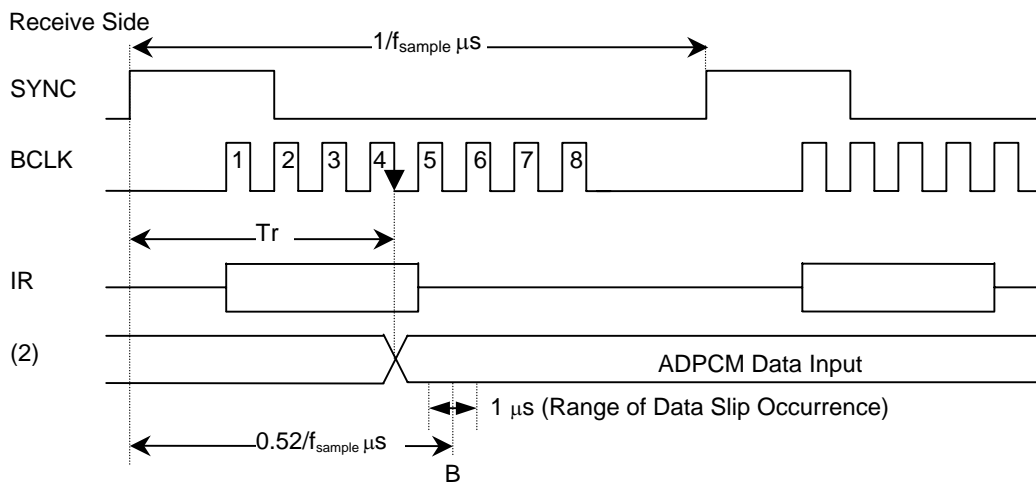 Receive Side
1/fsample μs
SYNC
BCLK
1 2 3 4 5 6 7 8
Tr
IR
(2)
ADPCM Data Input
1 μs (Range of Data Slip Occurrence)
0.52/fsample μs
B